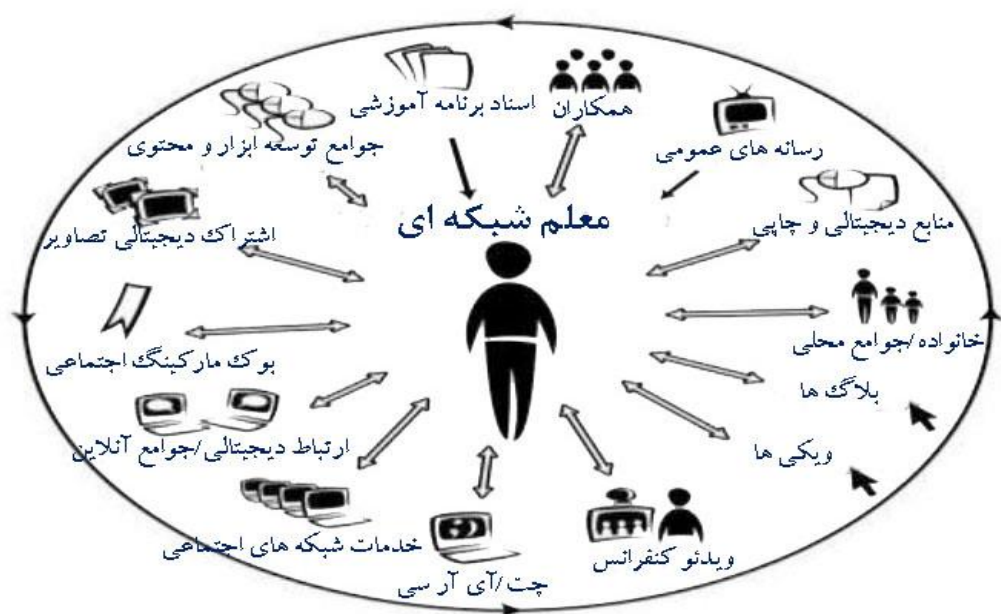 همکاران
اسناد برنامه آموزشی
رسانه های عمومی
جوامع توسعه ابزار و محتوی
منابع دیجیتالی و چاپی
معلم شبکه ای
اشتراک دیجیتالی تصاویر
خانواده/جوامع محلی
بوک مارکینگ اجتماعی
بلاگ ها
ارتباط دیجیتالی/جوامع آنلاین
ویکی ها
خدمات شبکه های اجتماعی
ویدئو کنفرانس
چت/آی آر سی